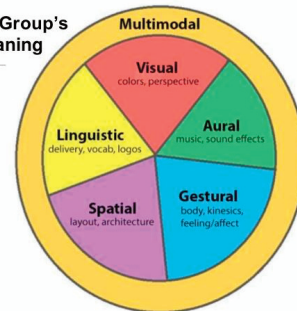 Group's
Multimodal
Visual
colors, perspective
Linguistic
delivery, vocab, logos
Aural
music, sound effects
Spatial
layout, architecture
Gestural
body, kinesics,
feeling/affect